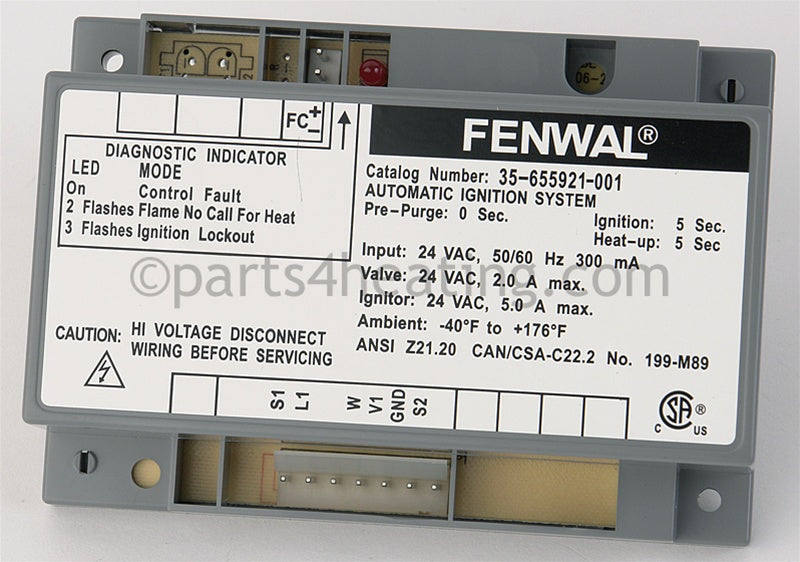 06-2
FC + −
FENWAL®
DIAGNOSTIC INDICATOR
LED MODE
On Control Fault
2 Flashes Flame No Call For Heat
3 Flashes Ignition Lockout
Catalog Number: 35-655921-001
AUTOMATIC IGNITION SYSTEM
Pre-Purge: 0 Sec.
Ignition: 5 Sec.
Heat-up: 5 Sec
Input: 24 VAC, 50/60 Hz 300 mA
Valve: 24 VAC, 2.0 A max.
Ignitor: 24 VAC, 5.0 A max.
Ambient: -40°F to +176°F
ANSI Z21.20 CAN/CSA-C22.2 No. 199-M89
©parts4heating.com
CAUTION: HI VOLTAGE DISCONNECT
WIRING BEFORE SERVICING
S1 L1 W V1 GND S2
CSA®
C US